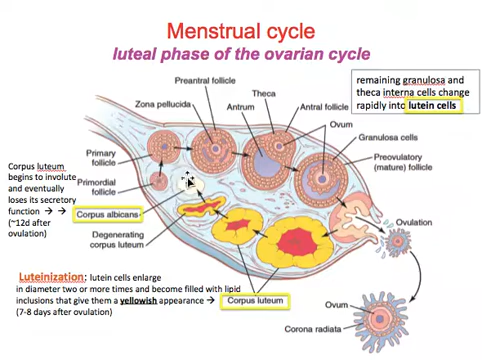 Menstrual cycle
luteal phase of the ovarian cycle
remaining granulosa and
theca interna cells change
rapidly into lutein cells
Preantral follicle
Theca
Zona pellucida
Antrum
Antral follicle
Ovum
Granulosa cells
Preovulatory
(mature) follicle
Primary
follicle
Primordial
follicle
Corpus luteum
begins to involute
and eventually
loses its secretory
function → →
(~12d after
ovulation)
Corpus albicans
Degenerating
corpus luteum
Ovulation
Luteinization: lutein cells enlarge
in diameter two or more times and become filled with lipid
inclusions that give them a yellowish appearance →
(7-8 days after ovulation)
Corpus luteum
Ovum
Corona radiata